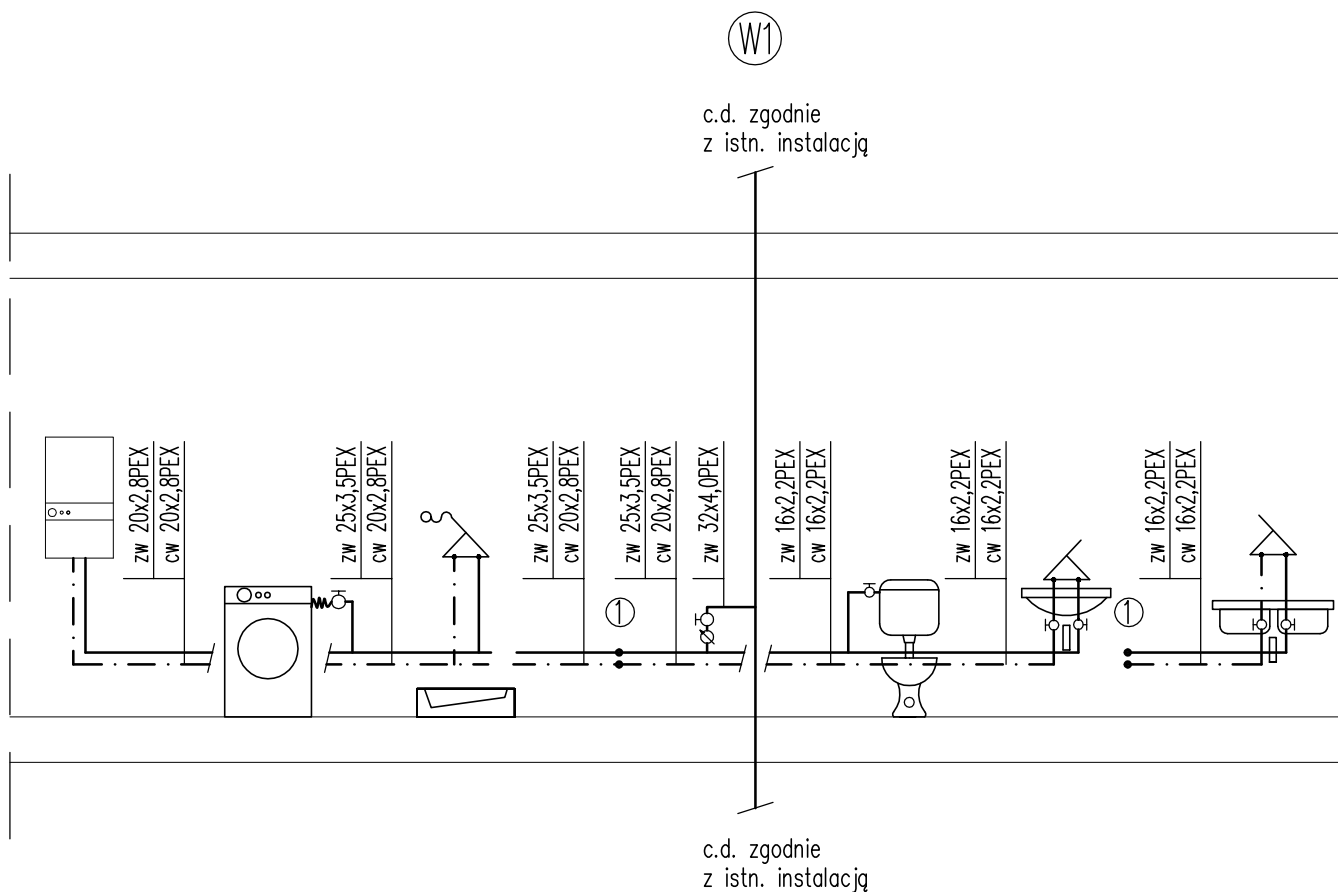 W1
c.d. zgodnie
z istn. instalacją
zw 20x2,8PEX
cw 20x2,8PEX
zw 25x3,5PEX
cw 20x2,8PEX
zw 25x3,5PEX
cw 20x2,8PEX
zw 25x3,5PEX
cw 20x2,8PEX
zw 32x4,0PEX
zw 16x2,2PEX
cw 16x2,2PEX
zw 16x2,2PEX
cw 16x2,2PEX
zw 16x2,2PEX
cw 16x2,2PEX
1
1
c.d. zgodnie
z istn. instalacją